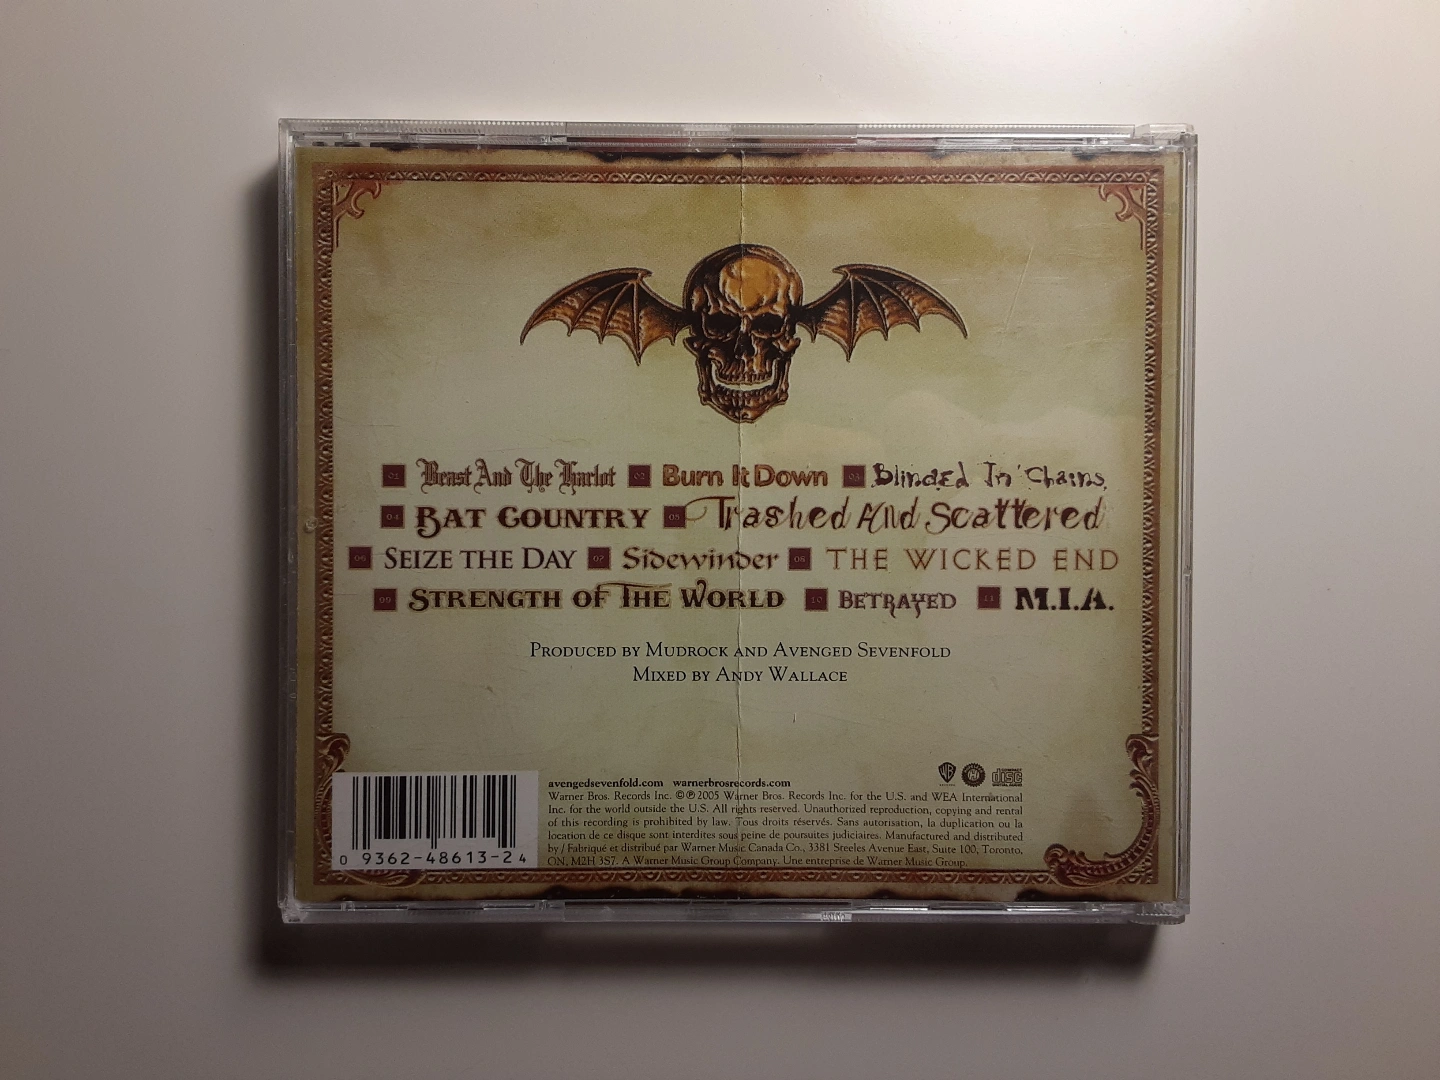 01 Beast And The Harlot 02 Burn It Down 03 Blinded In Chains
04 Bat Country 05 Trashed And Scattered
06 Seize the Day 07 Sidewinder 08 THE WICKED END
09 Strength of The World 10 Betrayed 11 M.I.A.
Produced by Mudrock and Avenged Sevenfold
Mixed by Andy Wallace
avengedsevenfold.com warnerbrosrecords.com
Warner Bros. Records Inc. ©℗ 2005 Warner Bros. Records Inc. for the U.S. and WEA International
Inc. for the world outside the U.S. All rights reserved. Unauthorized reproduction, copying and rental
of this recording is prohibited by law. Tous droits réservés. Sans autorisation, la duplication ou la
location de ce disque sont interdites sous peine de poursuites judiciaires. Manufactured and distributed
by / Fabriqué et distribué par Warner Music Canada Co., 3381 Steeles Avenue East, Suite 100, Toronto,
ON, M2H 3S7. A Warner Music Group Company. Une entreprise de Warner Music Group.
0 9362-48613-2 4
WB
COMPACT
disc
DIGITAL AUDIO